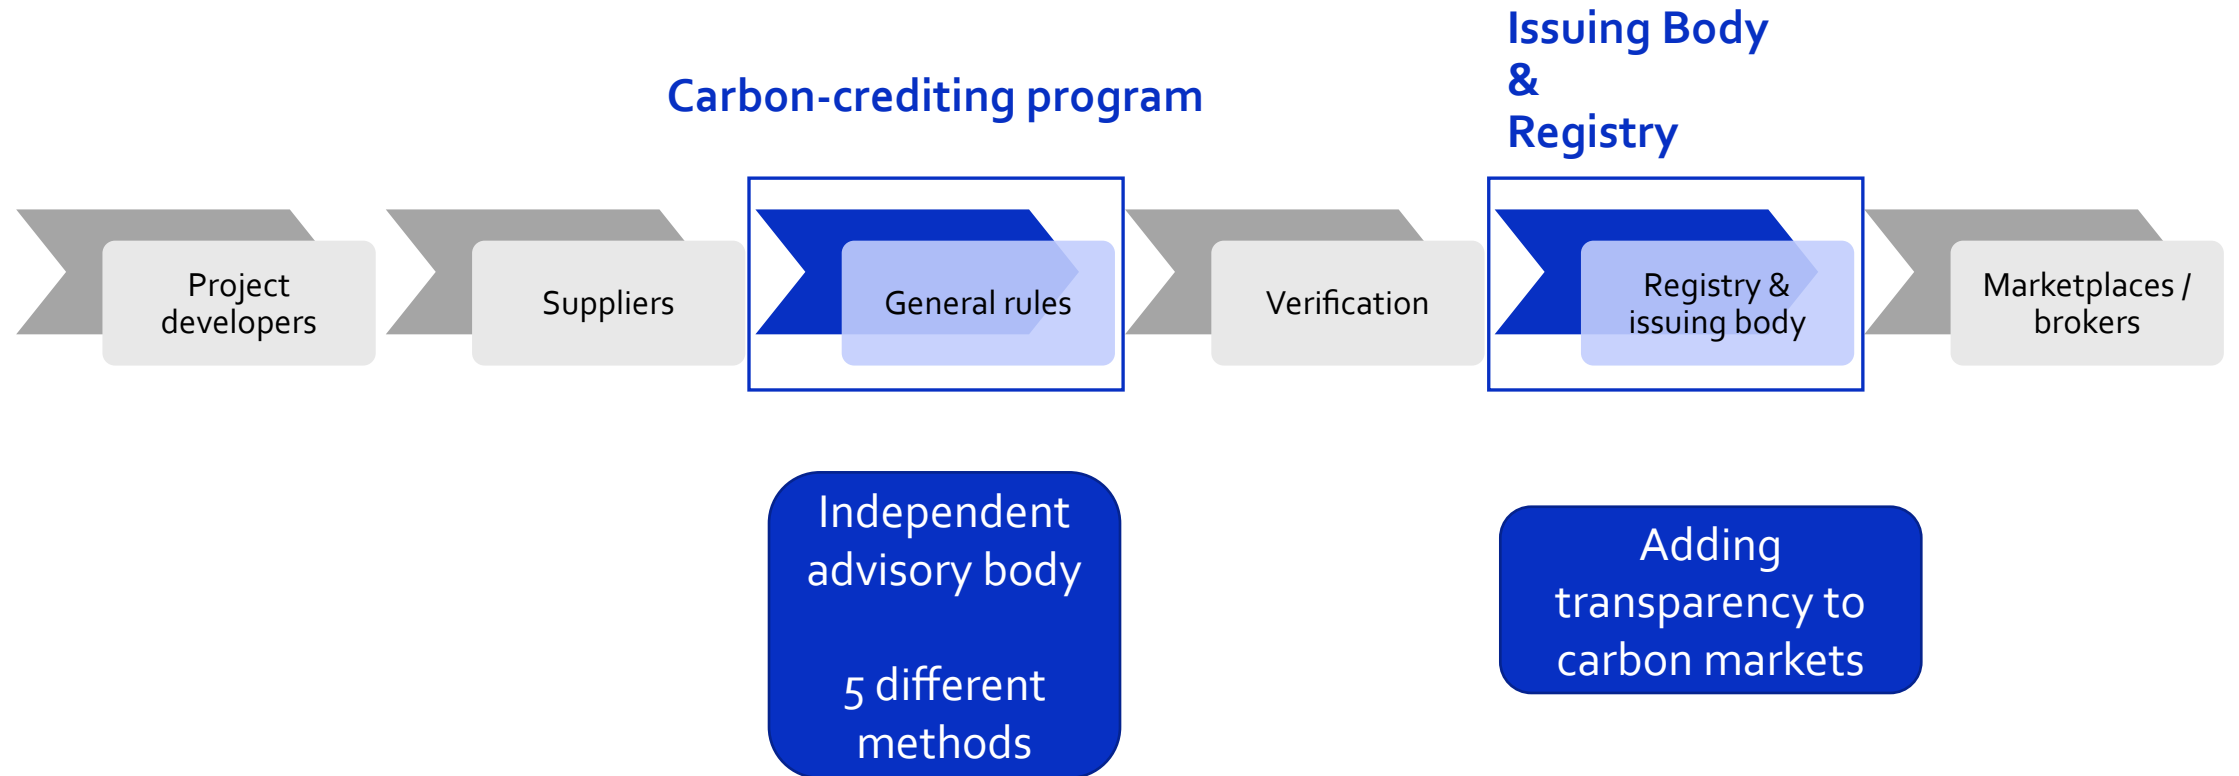 Issuing Body
&
Registry
Carbon-crediting program
Project
developers
Suppliers
General rules
Verification
Registry &
issuing body
Marketplaces /
brokers
Independent
advisory body
5 different
methods
Adding
transparency to
carbon markets